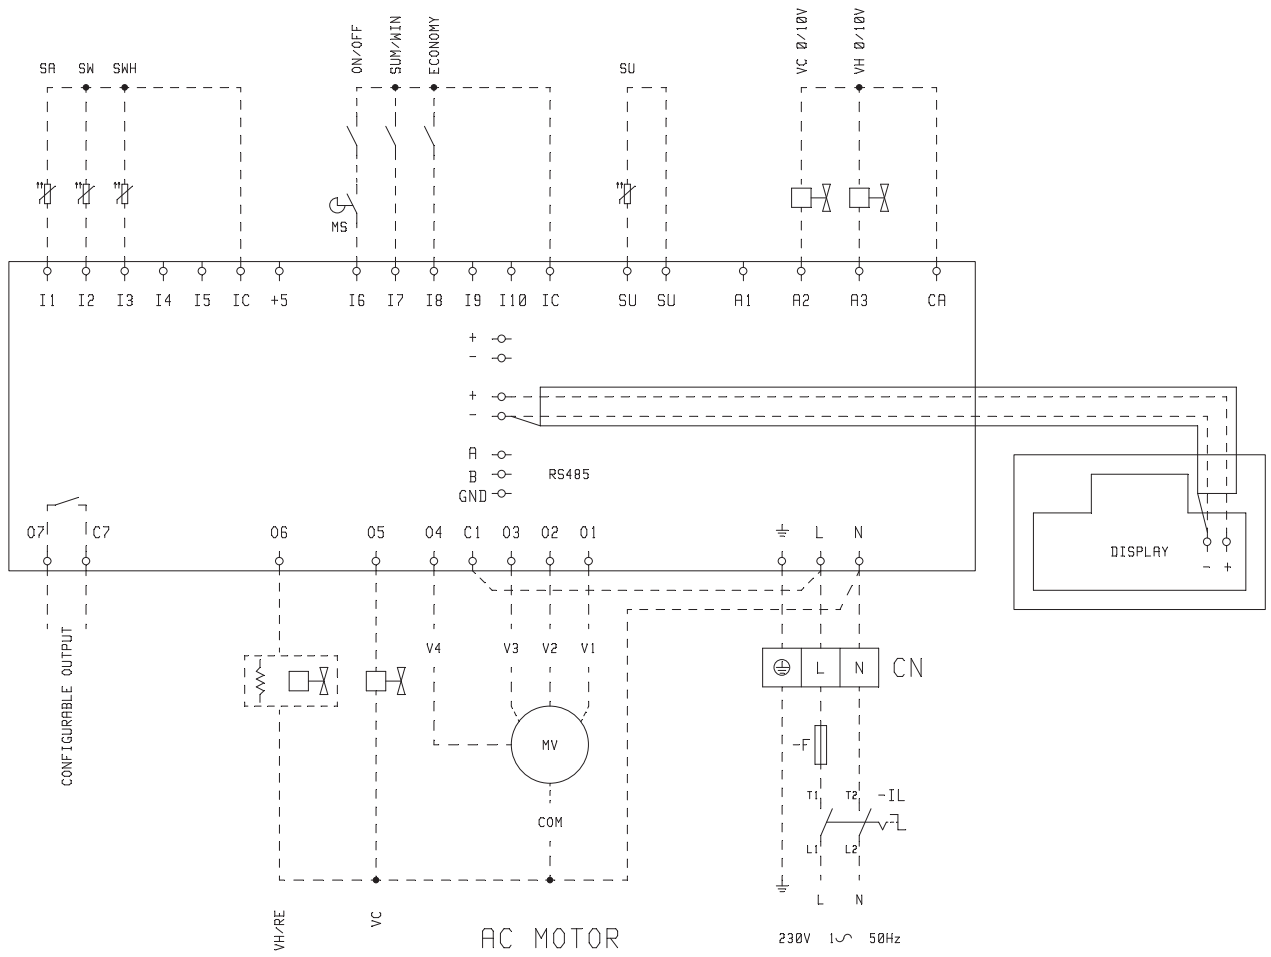 ON/OFF
SUM/WIN
ECONOMY
VC 0/10V
VH 0/10V
SA SW SWH
SU
MS
I1 I2 I3 I4 I5 IC +5 I6 I7 I8 I9 I10 IC SU SU A1 A2 A3 CA
+
-
+
-
A
B RS485
GND
O7 C7 O6 O5 O4 C1 O3 O2 O1 L N
DISPLAY
- +
CONFIGURABLE OUTPUT
V4 V3 V2 V1
L N CN
MV
-F
T1 T2 -IL
COM
L1 L2
L N
VH/RE
VC
AC MOTOR
230V 1~ 50Hz